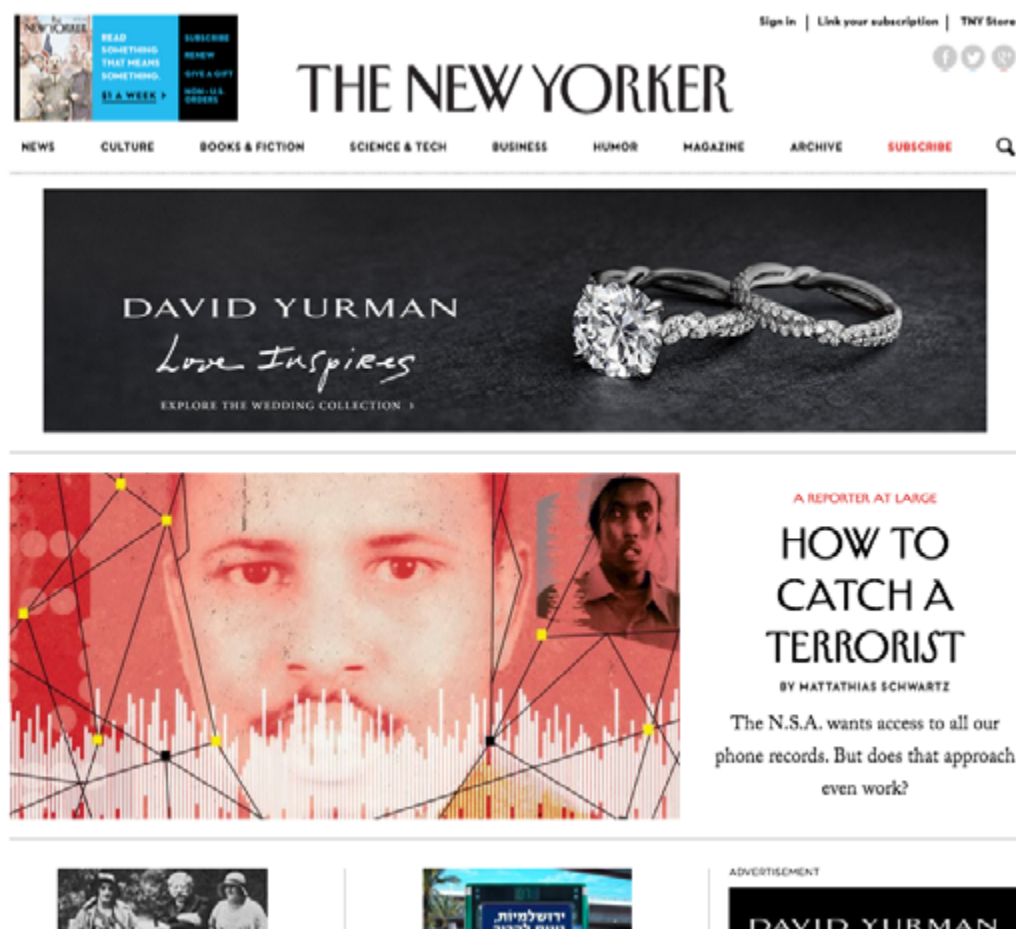 THE NEW YORKER
READ
SOMETHING
THAT MEANS
SOMETHING.
$1 A WEEK >
SUBSCRIBE
RENEW
GIVE A GIFT
NON-U.S.
ORDERS
Sign in | Link your subscription | TNY Store
THE NEW YORKER
NEWS CULTURE BOOKS & FICTION SCIENCE & TECH BUSINESS HUMOR MAGAZINE ARCHIVE SUBSCRIBE
DAVID YURMAN
Love Inspires
EXPLORE THE WEDDING COLLECTION ›
A REPORTER AT LARGE
HOW TO
CATCH A
TERRORIST
BY MATTATHIAS SCHWARTZ
The N.S.A. wants access to all our
phone records. But does that approach
even work?
ירושלמיות,
ADVERTISEMENT
DAVID YURMAN